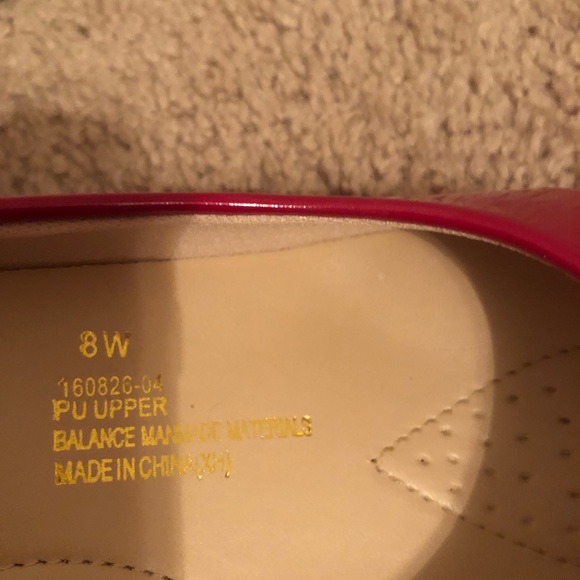 8W
160826-04
PU UPPER
BALANCE MANMADE MATERIALS
MADE IN CHINA(XH)